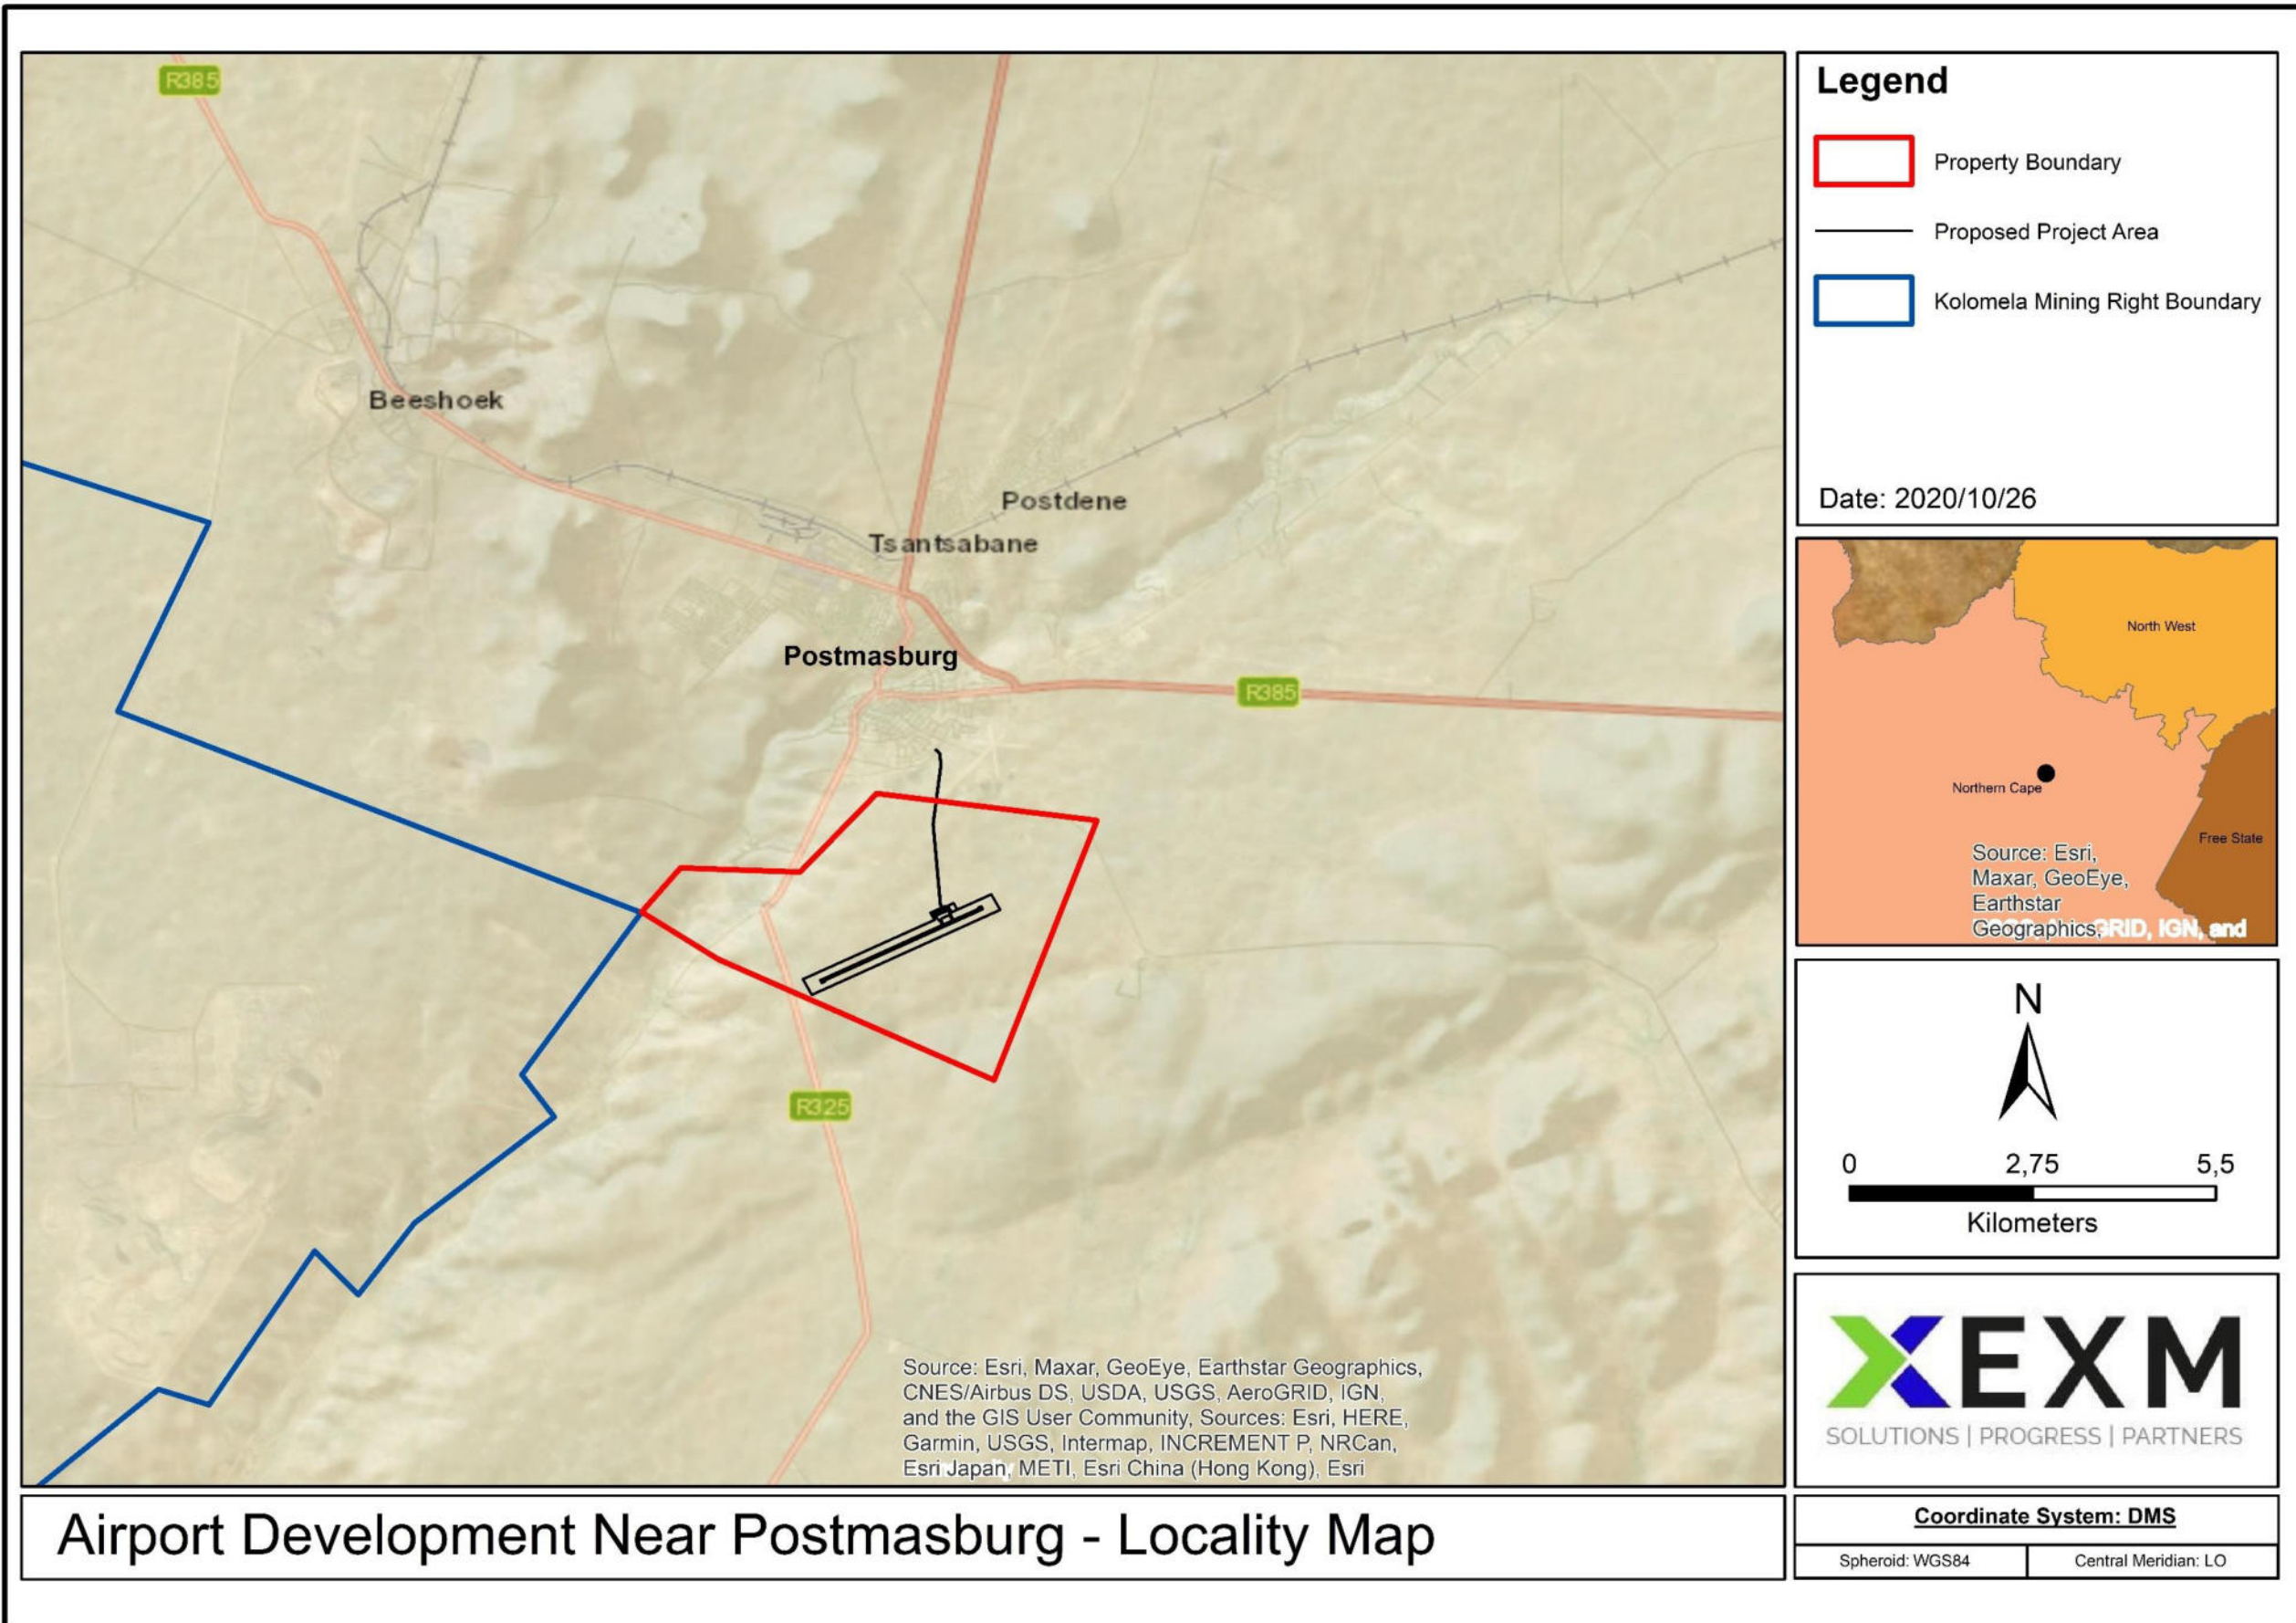 R385
Beeshoek
Postdene
Tsantsabane
Postmasburg
R385
R325
Source: Esri, Maxar, GeoEye, Earthstar Geographics,
CNES/Airbus DS, USDA, USGS, AeroGRID, IGN,
and the GIS User Community, Sources: Esri, HERE,
Garmin, USGS, Intermap, INCREMENT P, NRCan,
Esri Japan, METI, Esri China (Hong Kong), Esri
Airport Development Near Postmasburg - Locality Map
Legend
Property Boundary
Proposed Project Area
Kolomela Mining Right Boundary
Date: 2020/10/26
North West
Northern Cape
Free State
Source: Esri,
Maxar, GeoEye,
Earthstar
Geographics, GRID, IGN, and
N
0 2,75 5,5
Kilometers
EXM
SOLUTIONS | PROGRESS | PARTNERS
Coordinate System: DMS
Spheroid: WGS84 Central Meridian: LO